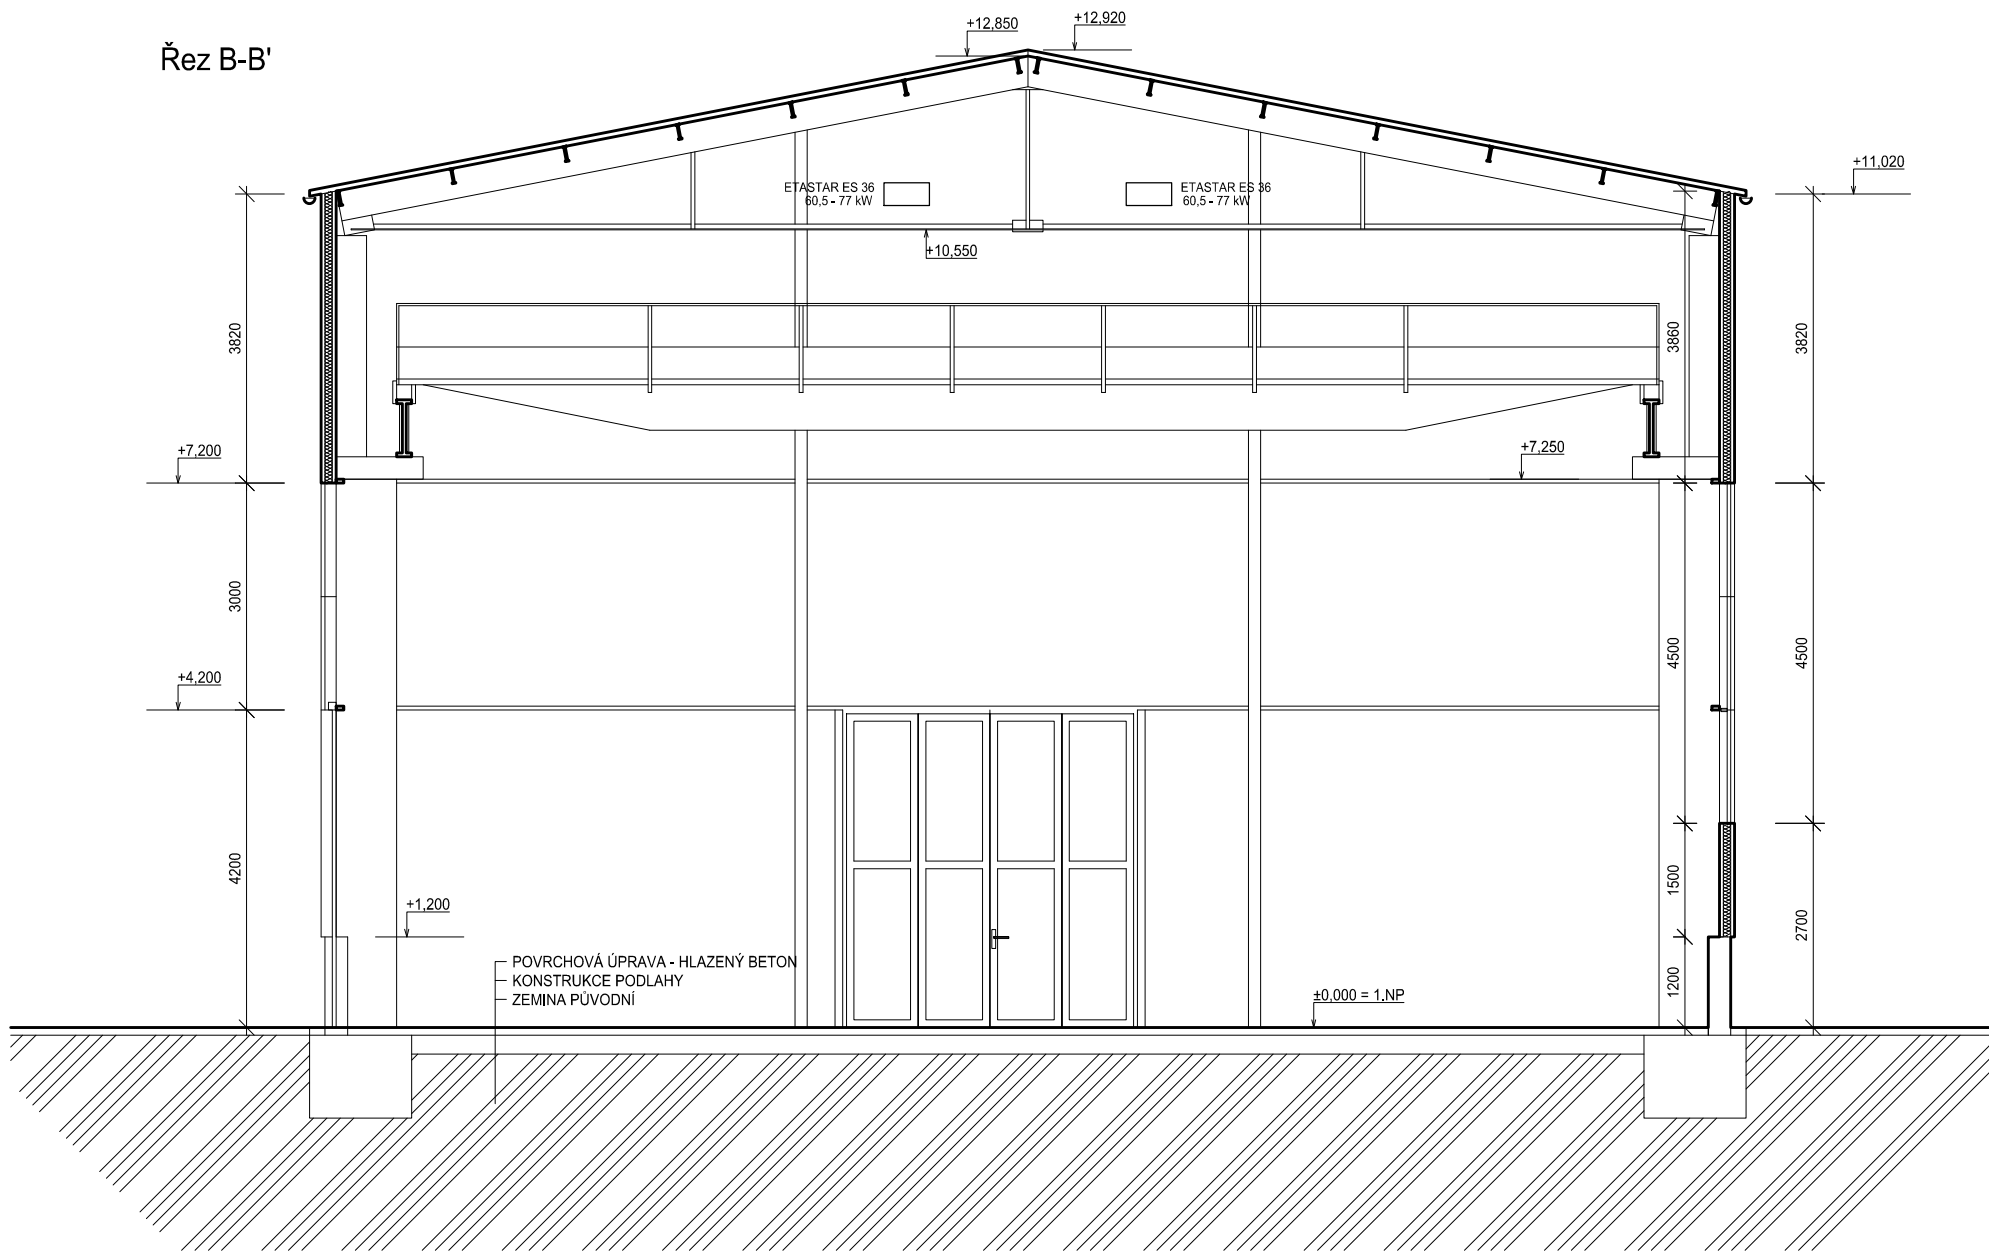 Řez B-B'
+12,850
+12,920
+11,020
ETASTAR ES 36
60,5 - 77 kW
ETASTAR ES 36
60,5 - 77 kW
+10,550
3820
3860
3820
+7,200
+7,250
3000
4500
4500
+4,200
4200
1500
+1,200
2700
POVRCHOVÁ ÚPRAVA - HLAZENÝ BETON
KONSTRUKCE PODLAHY
ZEMINA PŮVODNÍ
±0,000 = 1.NP
1200